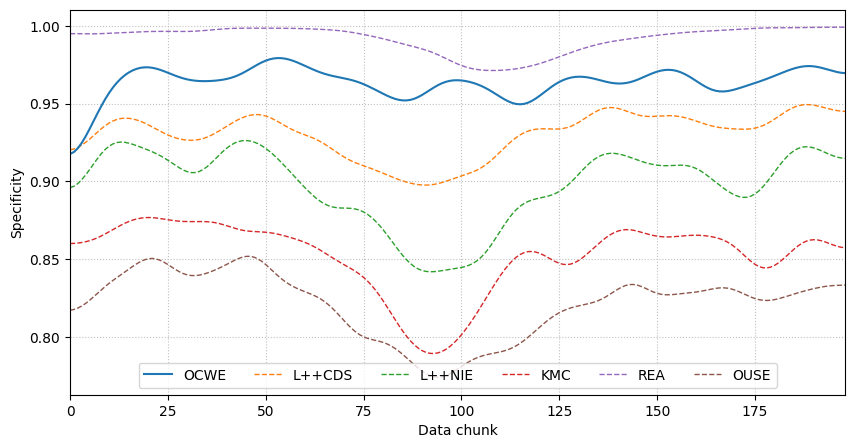 1.00
0.95
0.90
0.85
0.80
Specificity
OCWE L++CDS L++NIE KMC REA OUSE
0 25 50 75 100 125 150 175
Data chunk